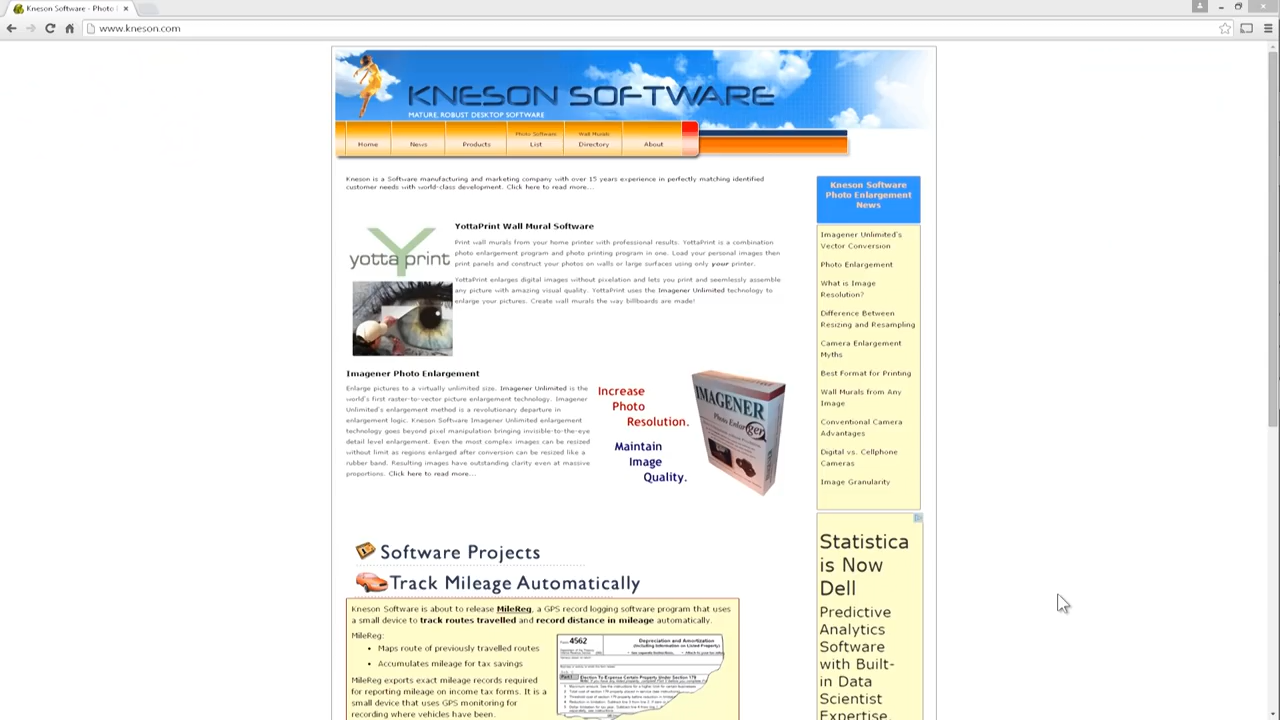 Kneson Software - Photo
www.kneson.com
KNESON SOFTWARE
MATURE, ROBUST DESKTOP SOFTWARE
Home
News
Products
Photo Software
List
Wall Murals
Directory
About
Kneson is a Software manufacturing and marketing company with over 15 years experience in perfectly matching identified
customer needs with world-class development. Click here to read more...
yotta print
YottaPrint Wall Mural Software
Print wall murals from your home printer with professional results. YottaPrint is a combination
photo enlargement program and photo printing program in one. Load your personal images then
print panels and construct your photos on walls or large surfaces using only your printer.
YottaPrint enlarges digital images without pixelation and lets you print and seemlessly assemble
any picture with amazing visual quality. YottaPrint uses the Imagener Unlimited technology to
enlarge your pictures. Create wall murals the way billboards are made!
Imagener Photo Enlargement
Enlarge pictures to a virtually unlimited size. Imagener Unlimited is the
world's first raster-to-vector picture enlargement technology. Imagener
Unlimited's enlargement method is a revolutionary departure in
enlargement logic. Kneson Software Imagener Unlimited enlargement
technology goes beyond pixel manipulation bringing invisible-to-the-eye
detail level enlargement. Even the most complex images can be resized
without limit as regions enlarged after conversion can be resized like a
rubber band. Resulting images have outstanding clarity even at massive
proportions. Click here to read more...
Increase
Photo
Resolution.
Maintain
Image
Quality.
IMAGENER
Photo Enlarger
Software Projects
Track Mileage Automatically
Kneson Software is about to release MileReg, a GPS record logging software program that uses
a small device to track routes travelled and record distance in mileage automatically.
MileReg:
Maps route of previously travelled routes
Accumulates mileage for tax savings
MileReg exports exact mileage records required
for reporting mileage on income tax forms. It is a
small device that uses GPS monitoring for
recording where vehicles have been.
4562
Depreciation and Amortization
(Including Information on Listed Property)
Election To Expense Certain Property Under Section 179
Kneson Software
Photo Enlargement
News
Imagener Unlimited's
Vector Conversion
Photo Enlargement
What is Image
Resolution?
Difference Between
Resizing and Resampling
Camera Enlargement
Myths
Best Format for Printing
Wall Murals from Any
Image
Conventional Camera
Advantages
Digital vs. Cellphone
Cameras
Image Granularity
Statistica
is Now
Dell
Predictive
Analytics
Software
with Built-
in Data
Scientist
Expertise.